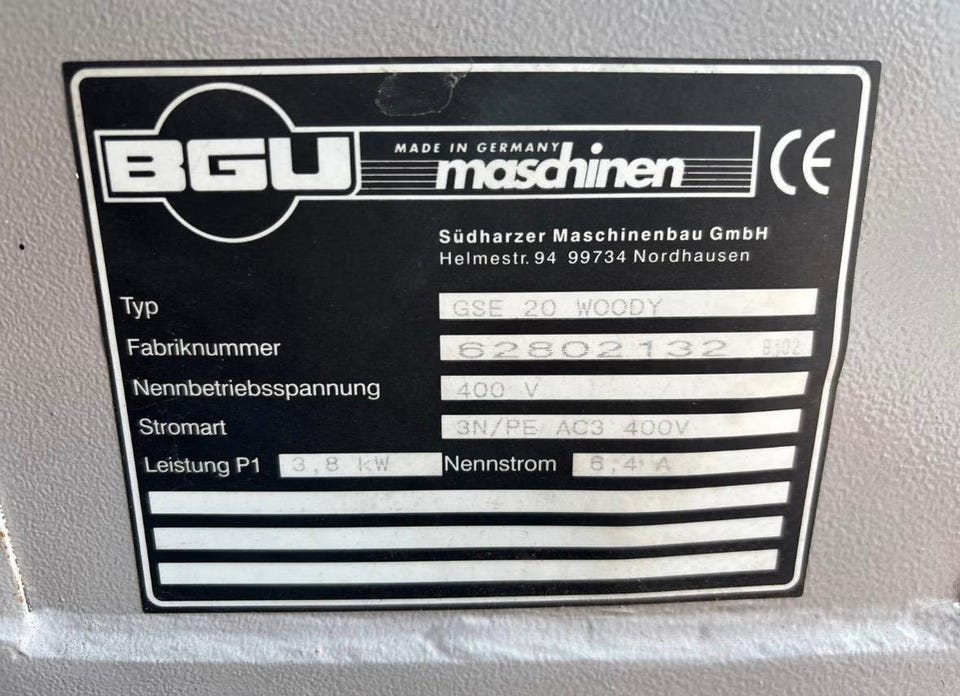 BGU MADE IN GERMANY maschinen CE
Südharzer Maschinenbau GmbH
Helmestr. 94 99734 Nordhausen
Typ GSE 20 WOODY
Fabriknummer 62802132
Nennbetriebsspannung 400 V
Stromart 3N/PE AC3 400V
Leistung P1 3,8 kW Nennstrom 6,4 A